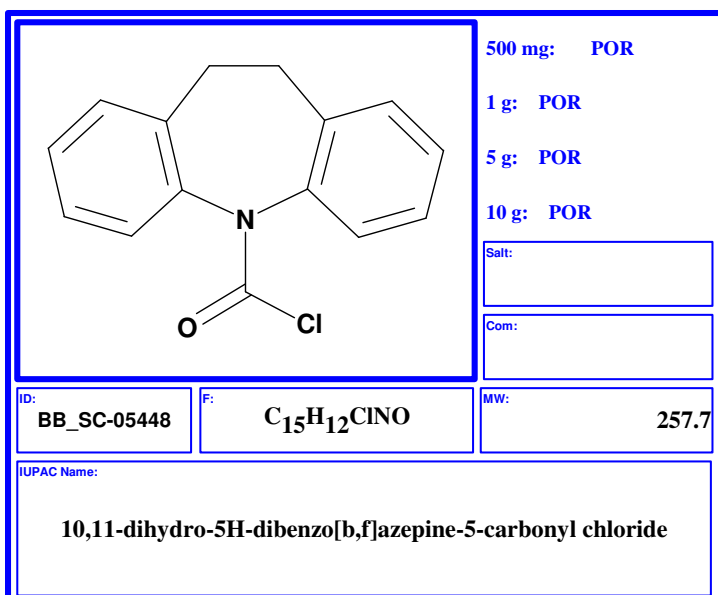 500 mg: POR
1 g: POR
5 g: POR
10 g: POR
N
O
Cl
Salt:
Com:
ID:
BB_SC-05448
F:
C15H12ClNO
MW:
257.7
IUPAC Name:
10,11-dihydro-5H-dibenzo[b,f]azepine-5-carbonyl chloride